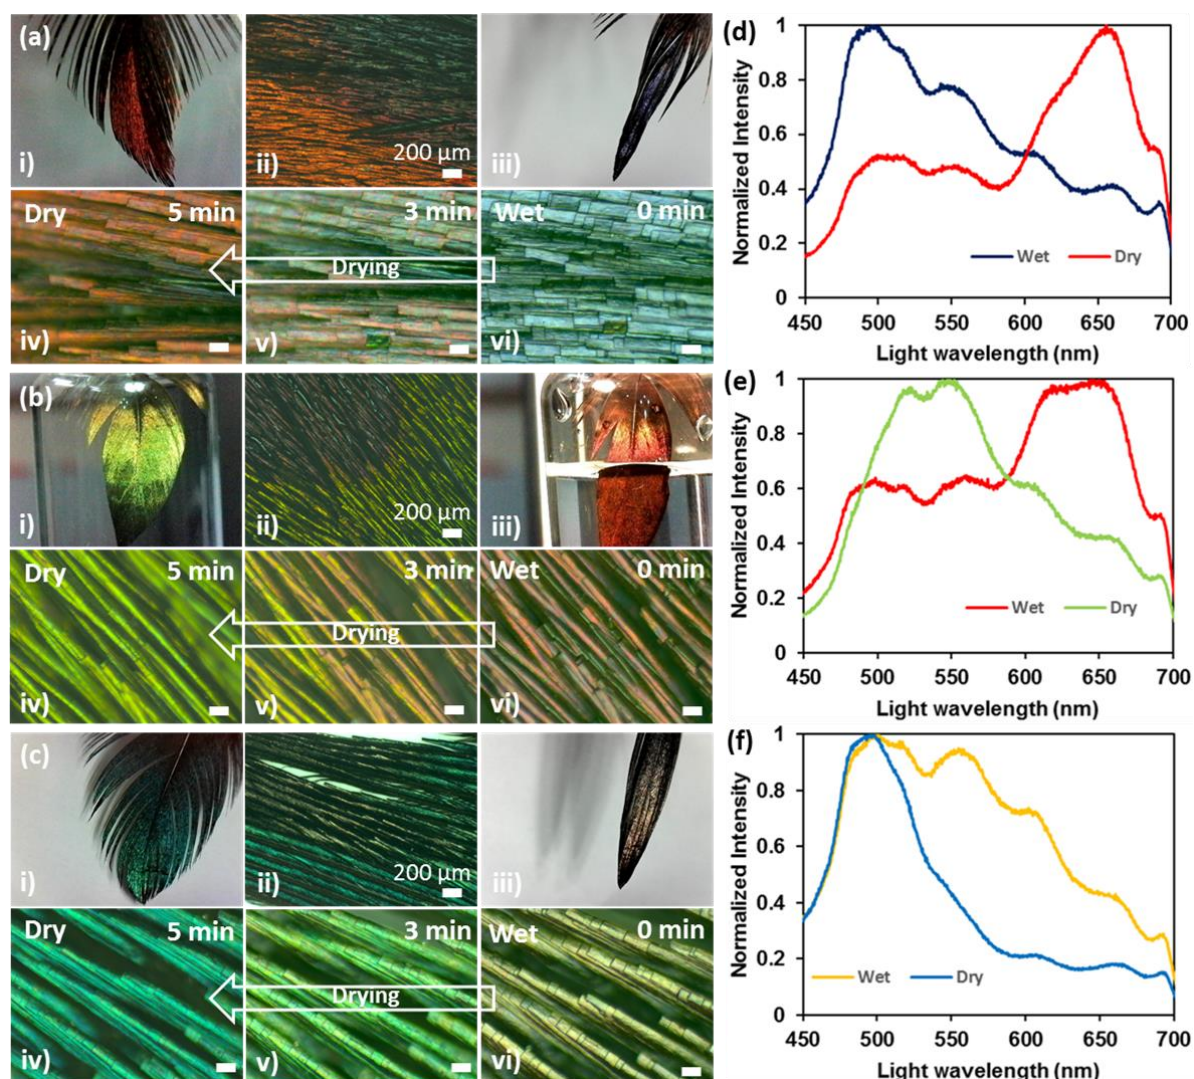 (a)
i)
ii)
200 µm
iii)
Dry
5 min
3 min
Wet
0 min
Drying
iv)
v)
vi)
(b)
i)
ii)
200 µm
iii)
Dry
5 min
3 min
Wet
0 min
Drying
iv)
v)
vi)
(c)
i)
ii)
200 µm
iii)
Dry
5 min
3 min
Wet
0 min
Drying
iv)
v)
vi)
(d)
Normalized Intensity
1
0.8
0.6
0.4
0.2
0
Wet
Dry
450 500 550 600 650 700
Light wavelength (nm)
(e)
Normalized Intensity
1
0.8
0.6
0.4
0.2
0
Wet
Dry
450 500 550 600 650 700
Light wavelength (nm)
(f)
Normalized Intensity
1
0.8
0.6
0.4
0.2
0
Wet
Dry
450 500 550 600 650 700
Light wavelength (nm)